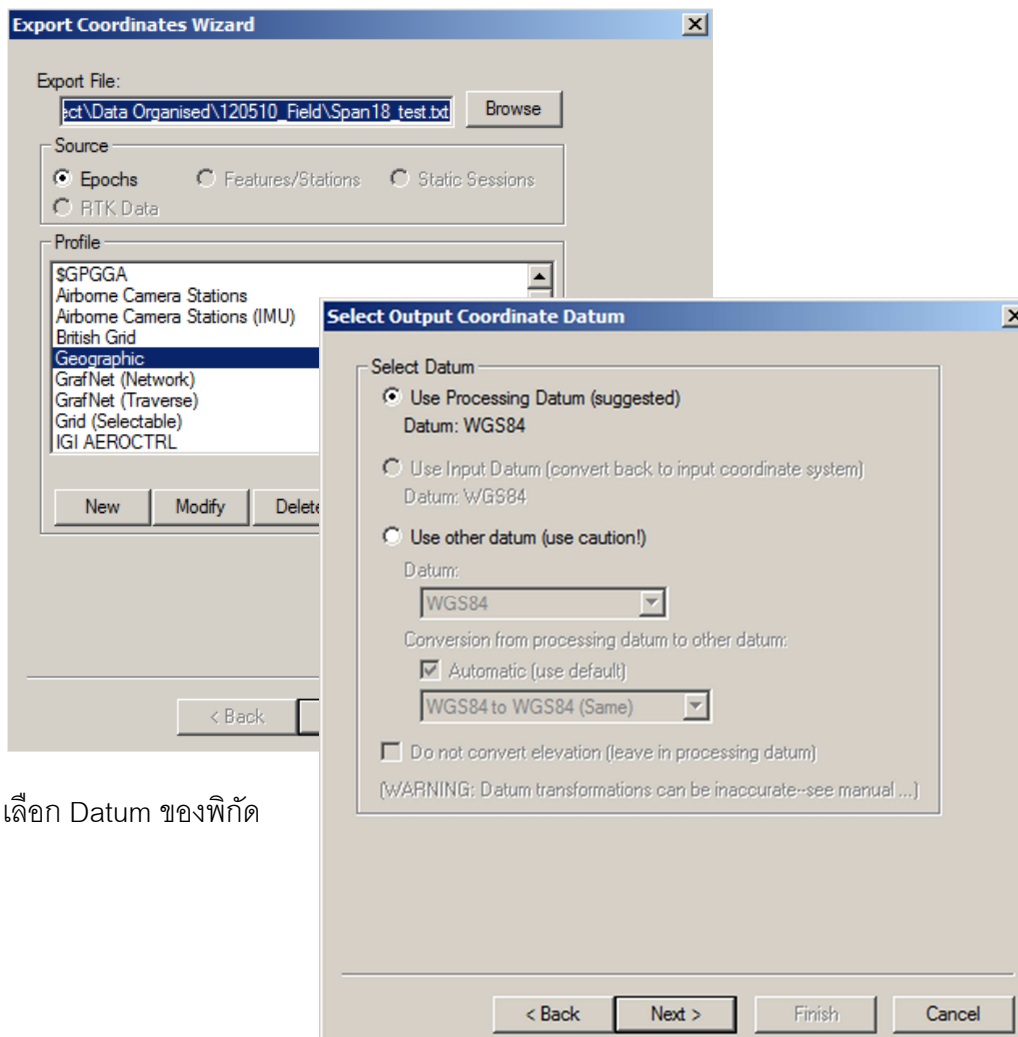 Export Coordinates Wizard
Export File:
ect\Data Organised\120510_Field\Span18_test.txt Browse
Source
Epochs Features/Stations Static Sessions
RTK Data
Profile
$GPGGA
Airborne Camera Stations
Airborne Camera Stations (IMU)
British Grid
Geographic
GrafNet (Network)
GrafNet (Traverse)
Grid (Selectable)
IGI AEROCTRL
New Modify Delete
< Back
Select Output Coordinate Datum
Select Datum
Use Processing Datum (suggested)
Datum: WGS84
Use Input Datum (convert back to input coordinate system)
Datum: WGS84
Use other datum (use caution!)
Datum:
WGS84
Conversion from processing datum to other datum:
Automatic (use default)
WGS84 to WGS84 (Same)
Do not convert elevation (leave in processing datum)
(WARNING: Datum transformations can be inaccurate--see manual ...)
< Back Next > Finish Cancel
เลือก Datum ของพิกัด